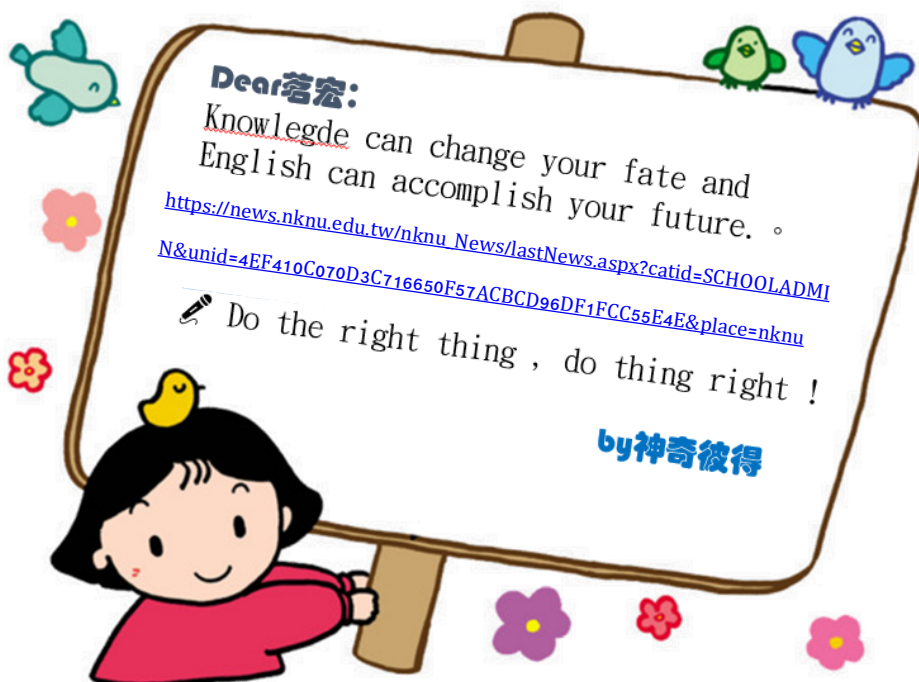 Dear茗宏：
Knowlegde can change your fate and
English can accomplish your future. 。
https://news.nknu.edu.tw/nknu_News/lastNews.aspx?catid=SCHOOLADMI
N&unid=4EF410C070D3C716650F57ACBCD96DF1FCC55E4E&place=nknu
🎤 Do the right thing , do thing right !
by神奇彼得